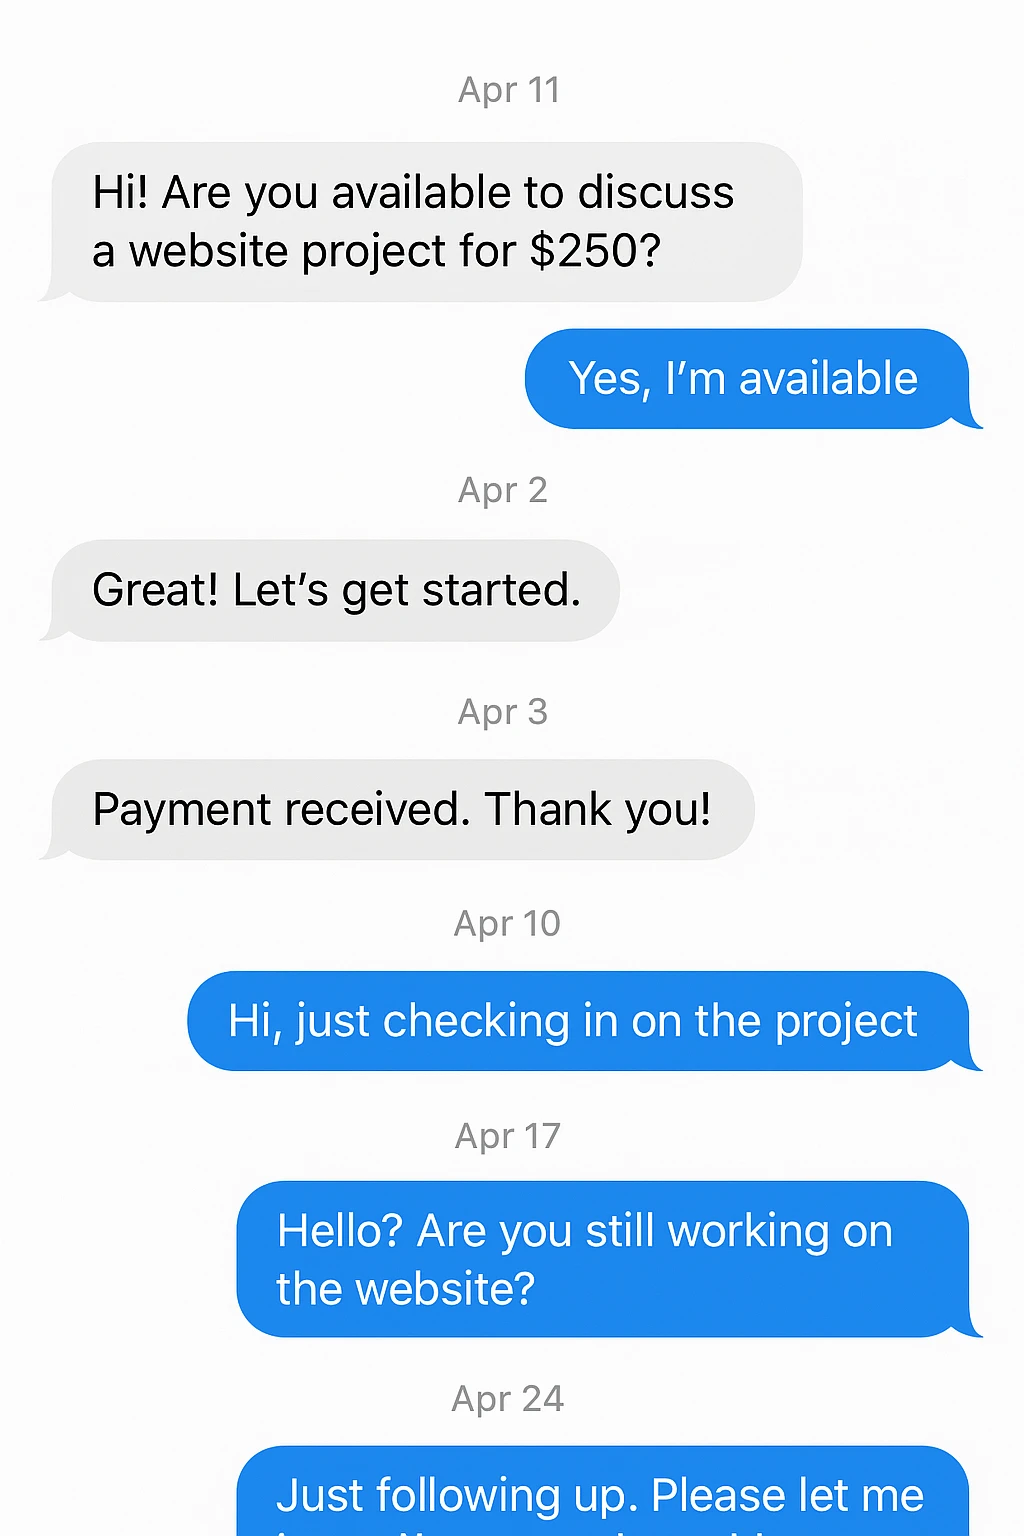 Apr 11
Hi! Are you available to discuss
a website project for $250?
Yes, I’m available
Apr 2
Great! Let’s get started.
Apr 3
Payment received. Thank you!
Apr 10
Hi, just checking in on the project
Apr 17
Hello? Are you still working on
the website?
Apr 24
Just following up. Please let me